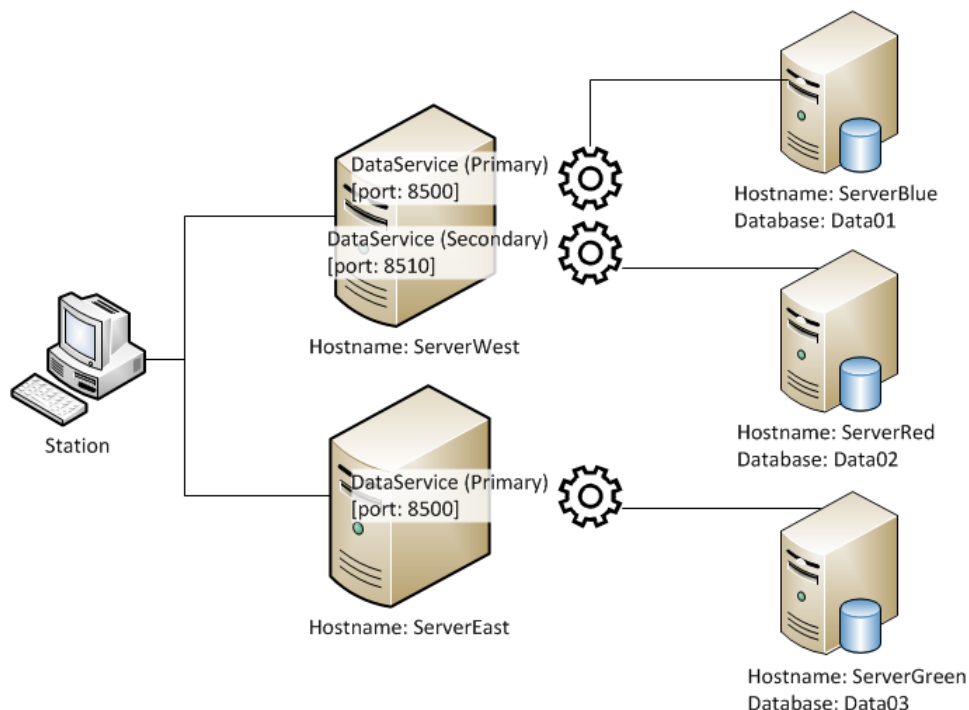 DataService (Primary)
[port: 8500]
DataService (Secondary)
[port: 8510]
Hostname: ServerWest
Hostname: ServerBlue
Database: Data01
Hostname: ServerRed
Database: Data02
Station
DataService (Primary)
[port: 8500]
Hostname: ServerEast
Hostname: ServerGreen
Database: Data03